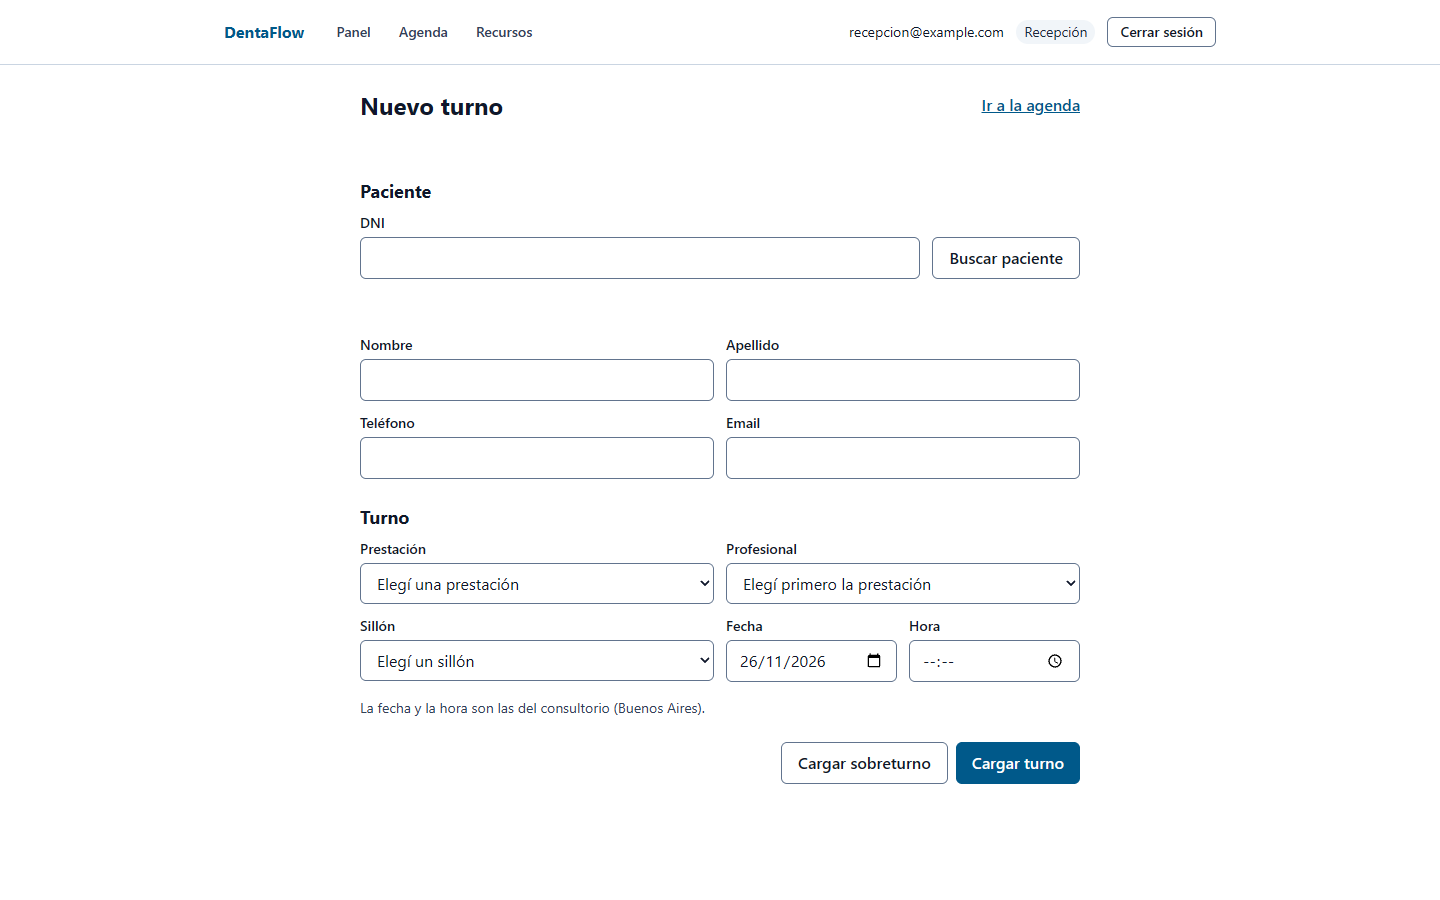 DentaFlow Panel Agenda Recursos recepcion@example.com Recepción Cerrar sesión
Nuevo turno Ir a la agenda
Paciente
DNI
Buscar paciente
Nombre Apellido
Teléfono Email
Turno
Prestación Profesional
Elegí una prestación Elegí primero la prestación
Sillón Fecha Hora
Elegí un sillón 26/11/2026 --:--
La fecha y la hora son las del consultorio (Buenos Aires).
Cargar sobreturno Cargar turno